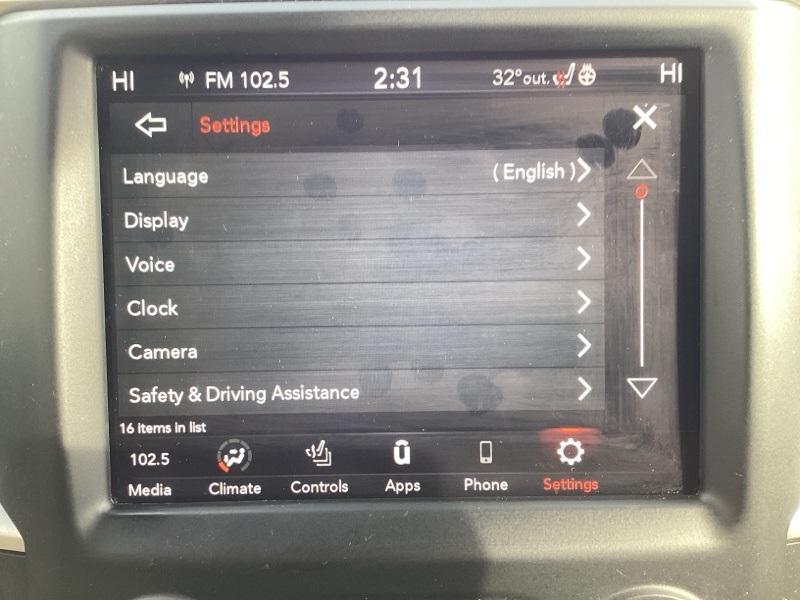 HI FM 102.5 2:31 32°out. HI
Settings
Language (English)
Display
Voice
Clock
Camera
Safety & Driving Assistance
16 items in list
102.5
Media Climate Controls Apps Phone Settings